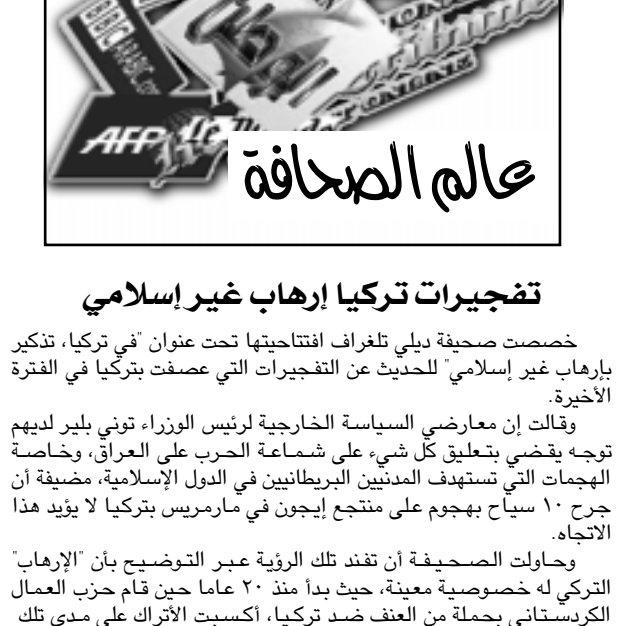 BBC ARABIC.com
AFP
عالم الصحافة
تفجيرات تركيا إرهاب غير إسلامي
خصصت صحيفة ديلي تلغراف افتتاحيتها تحت عنوان "في تركيا، تذكير
بإرهاب غير إسلامي" للحديث عن التفجيرات التي عصفت بتركيا في الفترة
الأخيرة.
وقالت إن معارضي السياسة الخارجية لرئيس الوزراء توني بلير لديهم
توجه يقضي بتعليق كل شيء على شماعة الحرب على العراق، وخاصة
الهجمات التي تستهدف المدنيين البريطانيين في الدول الإسلامية، مضيفة أن
جرح ١٠ سياح بهجوم على منتجع إيجون في مارمريس بتركيا لا يؤيد هذا
الاتجاه.
وحاولت الصحيفة أن تفند تلك الرؤية عبر التوضيح بأن "الإرهاب"
التركي له خصوصية معينة، حيث بدأ منذ ٢٠ عاما حين قام حزب العمال
الكردستاني بحملة من العنف ضد تركيا، أكسبت الأتراك على مدى تلك